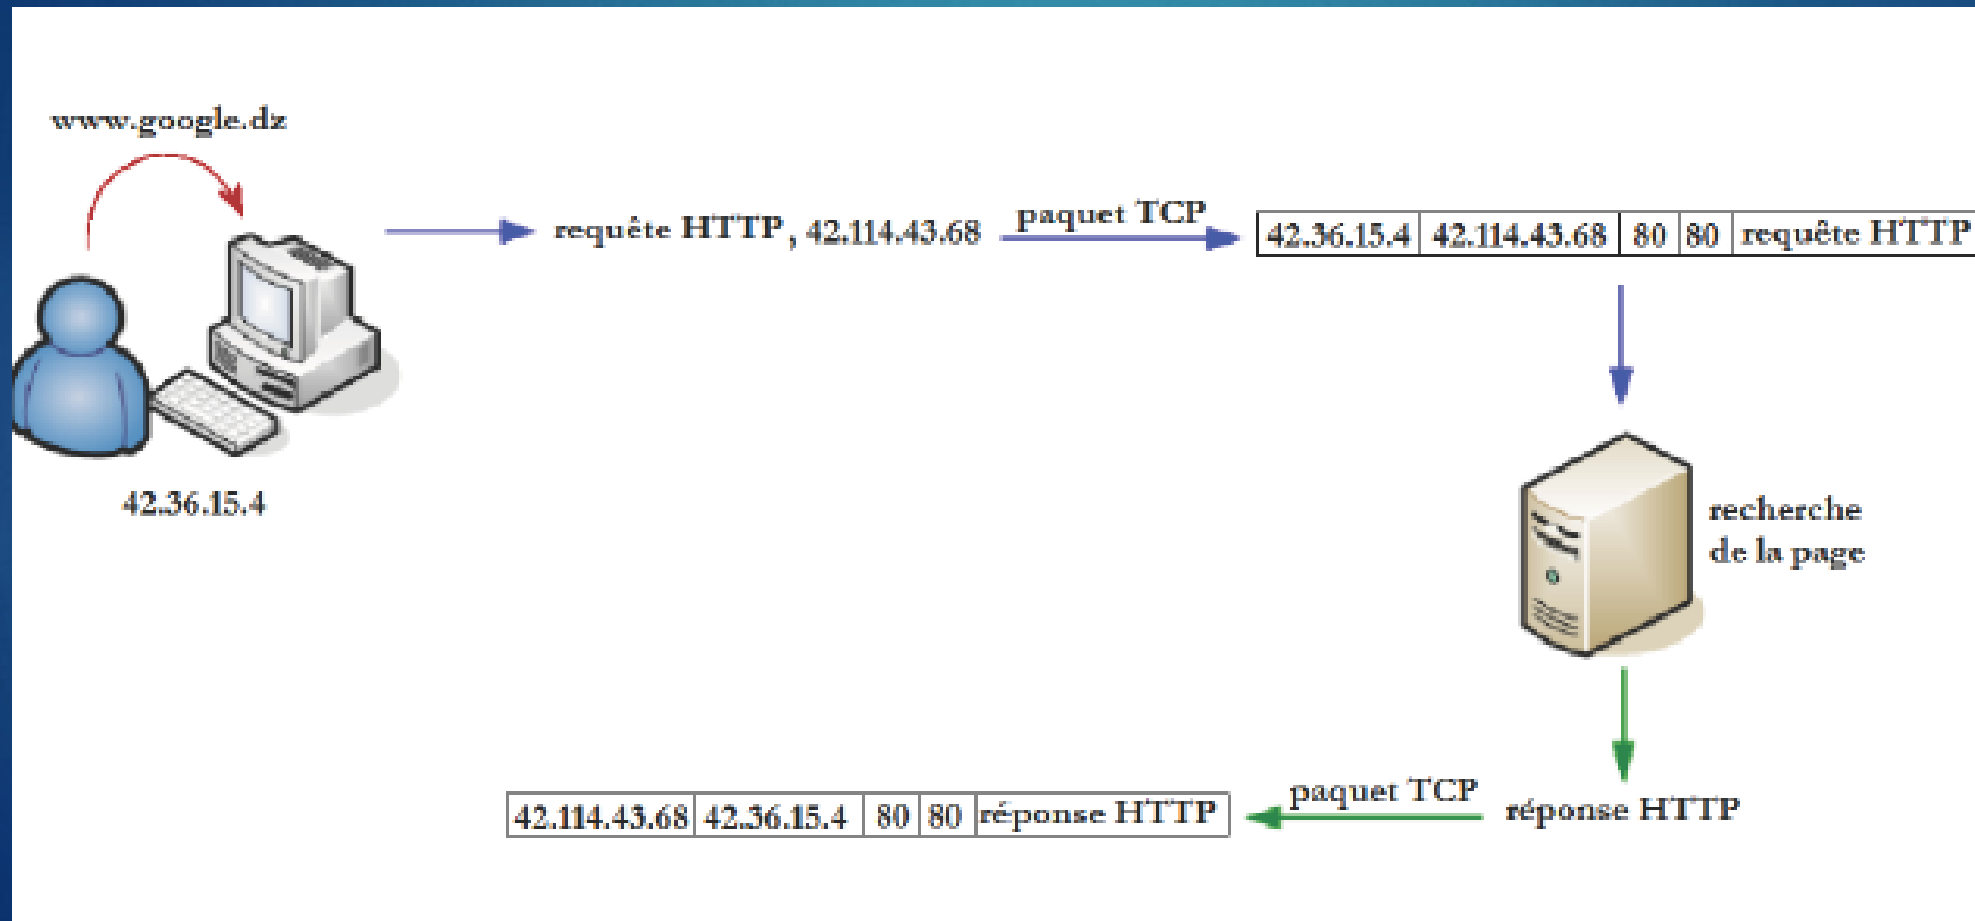 www.google.dz
requête HTTP, 42.114.43.68
paquet TCP
42.36.15.4 42.114.43.68 80 80 requête HTTP
42.36.15.4
recherche
de la page
42.114.43.68 42.36.15.4 80 80 réponse HTTP
paquet TCP
réponse HTTP